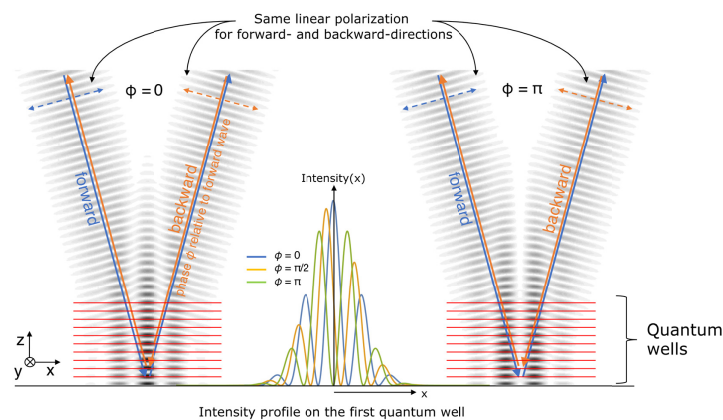 Same linear polarization
for forward- and backward-directions
ϕ = 0
ϕ = π
forward
backward
phase ϕ relative to forward wave
forward
backward
Intensity(x)
ϕ = 0
ϕ = π/2
ϕ = π
z
y
x
x
Quantum
wells
Intensity profile on the first quantum well